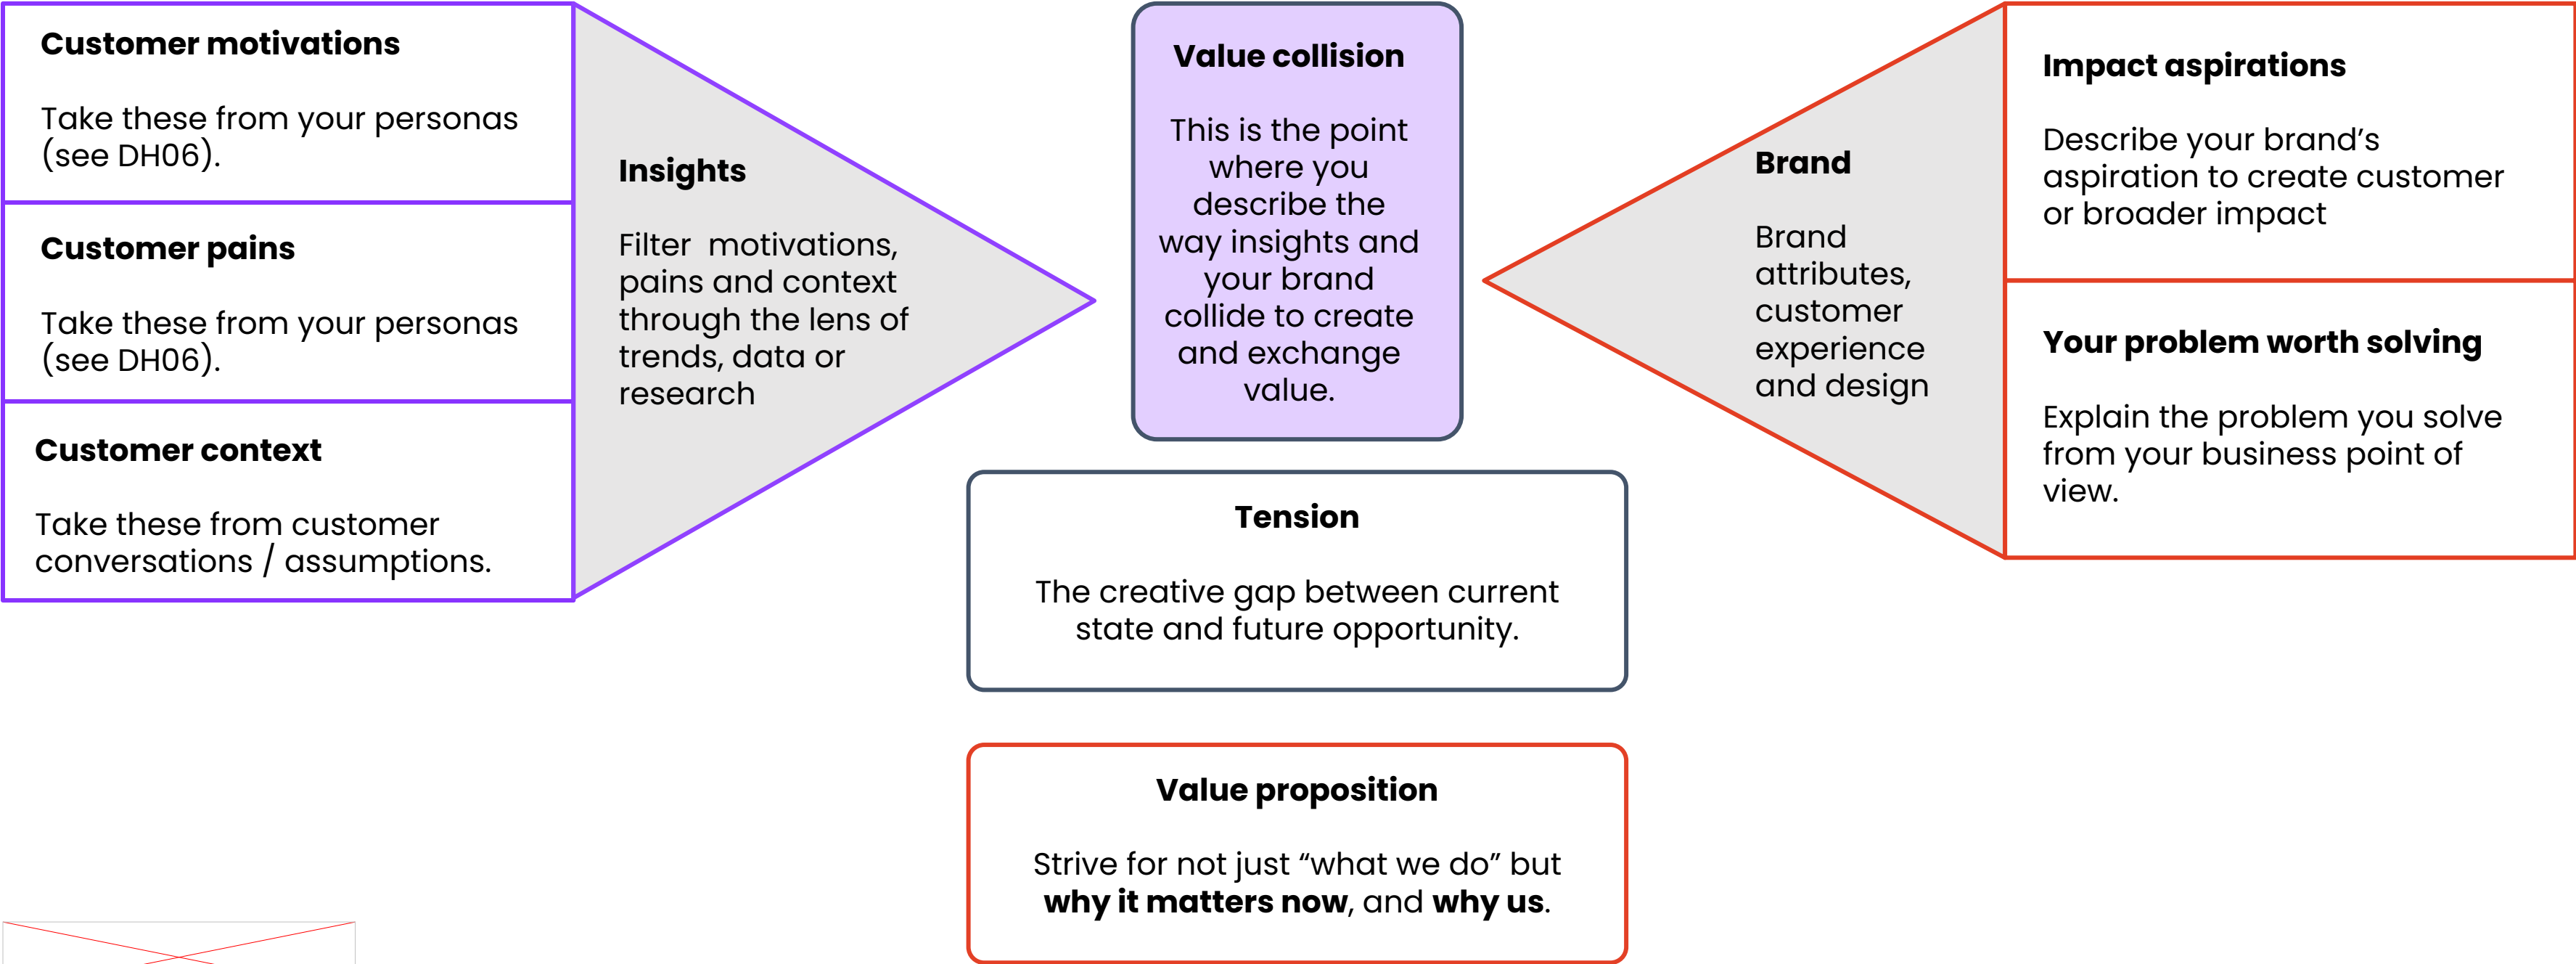 Customer motivations
Take these from your personas
(see DH06).
Customer pains
Take these from your personas
(see DH06).
Customer context
Take these from customer
conversations / assumptions.
Insights
Filter  motivations,
pains and context
through the lens of
trends, data or
research
Value collision
This is the point
where you
describe the
way insights and
your brand
collide to create
and exchange
value.
Brand
Brand
attributes,
customer
experience
and design
Impact aspirations
Describe your brand’s
aspiration to create customer
or broader impact
Your problem worth solving
Explain the problem you solve
from your business point of
view.
Tension
The creative gap between current
state and future opportunity.
Value proposition
Strive for not just “what we do” but
why it matters now, and why us.